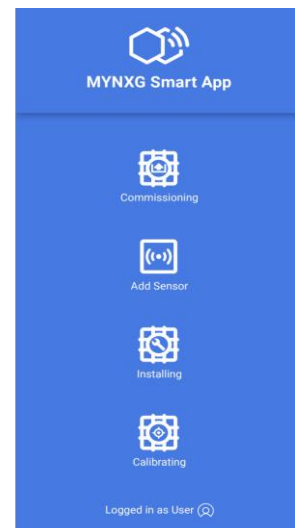 MYNXG Smart App
Commissioning
Add Sensor
Installing
Calibrating
Logged in as User